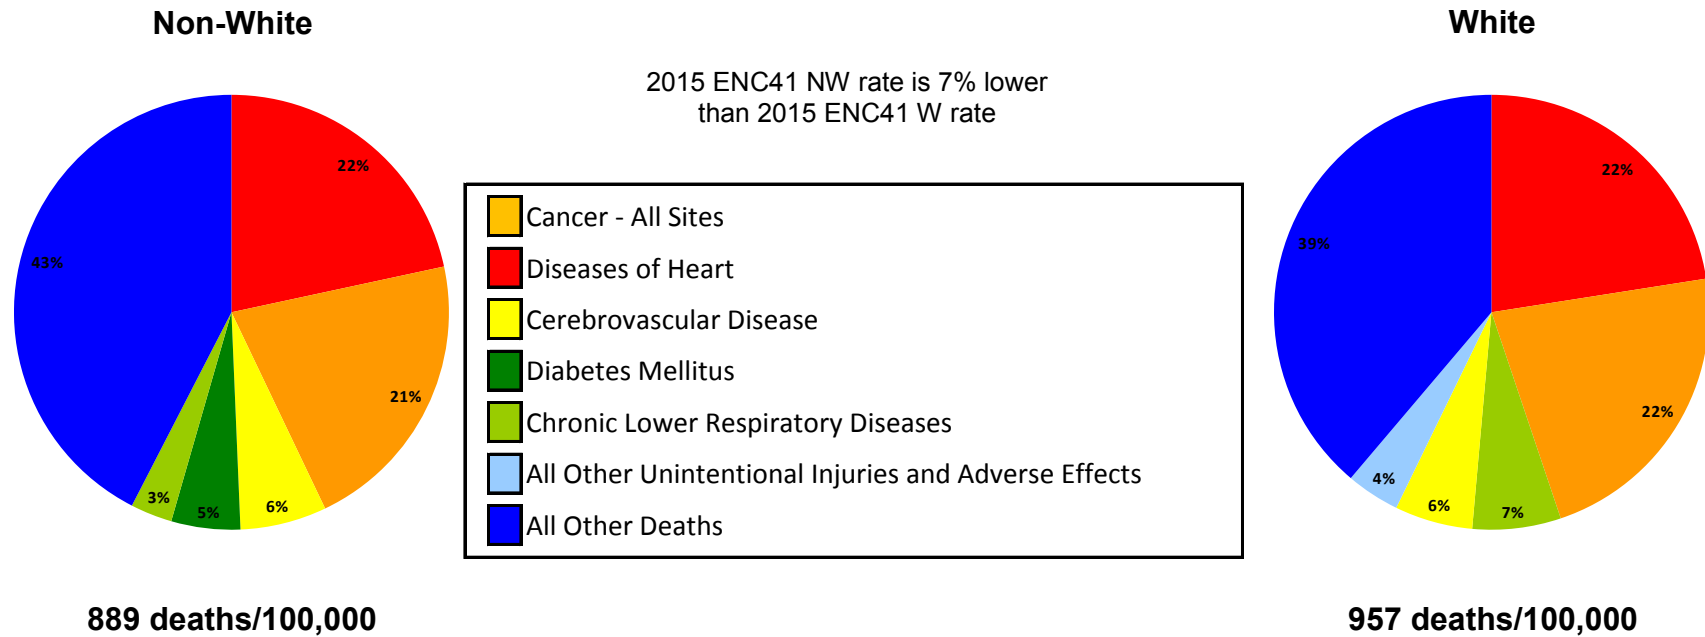 Non-White
White
2015 ENC41 NW rate is 7% lower
than 2015 ENC41 W rate
22%
21%
6%
5%
3%
43%
Cancer - All Sites
Diseases of Heart
Cerebrovascular Disease
Diabetes Mellitus
Chronic Lower Respiratory Diseases
All Other Unintentional Injuries and Adverse Effects
All Other Deaths
22%
22%
7%
6%
4%
39%
889 deaths/100,000
957 deaths/100,000